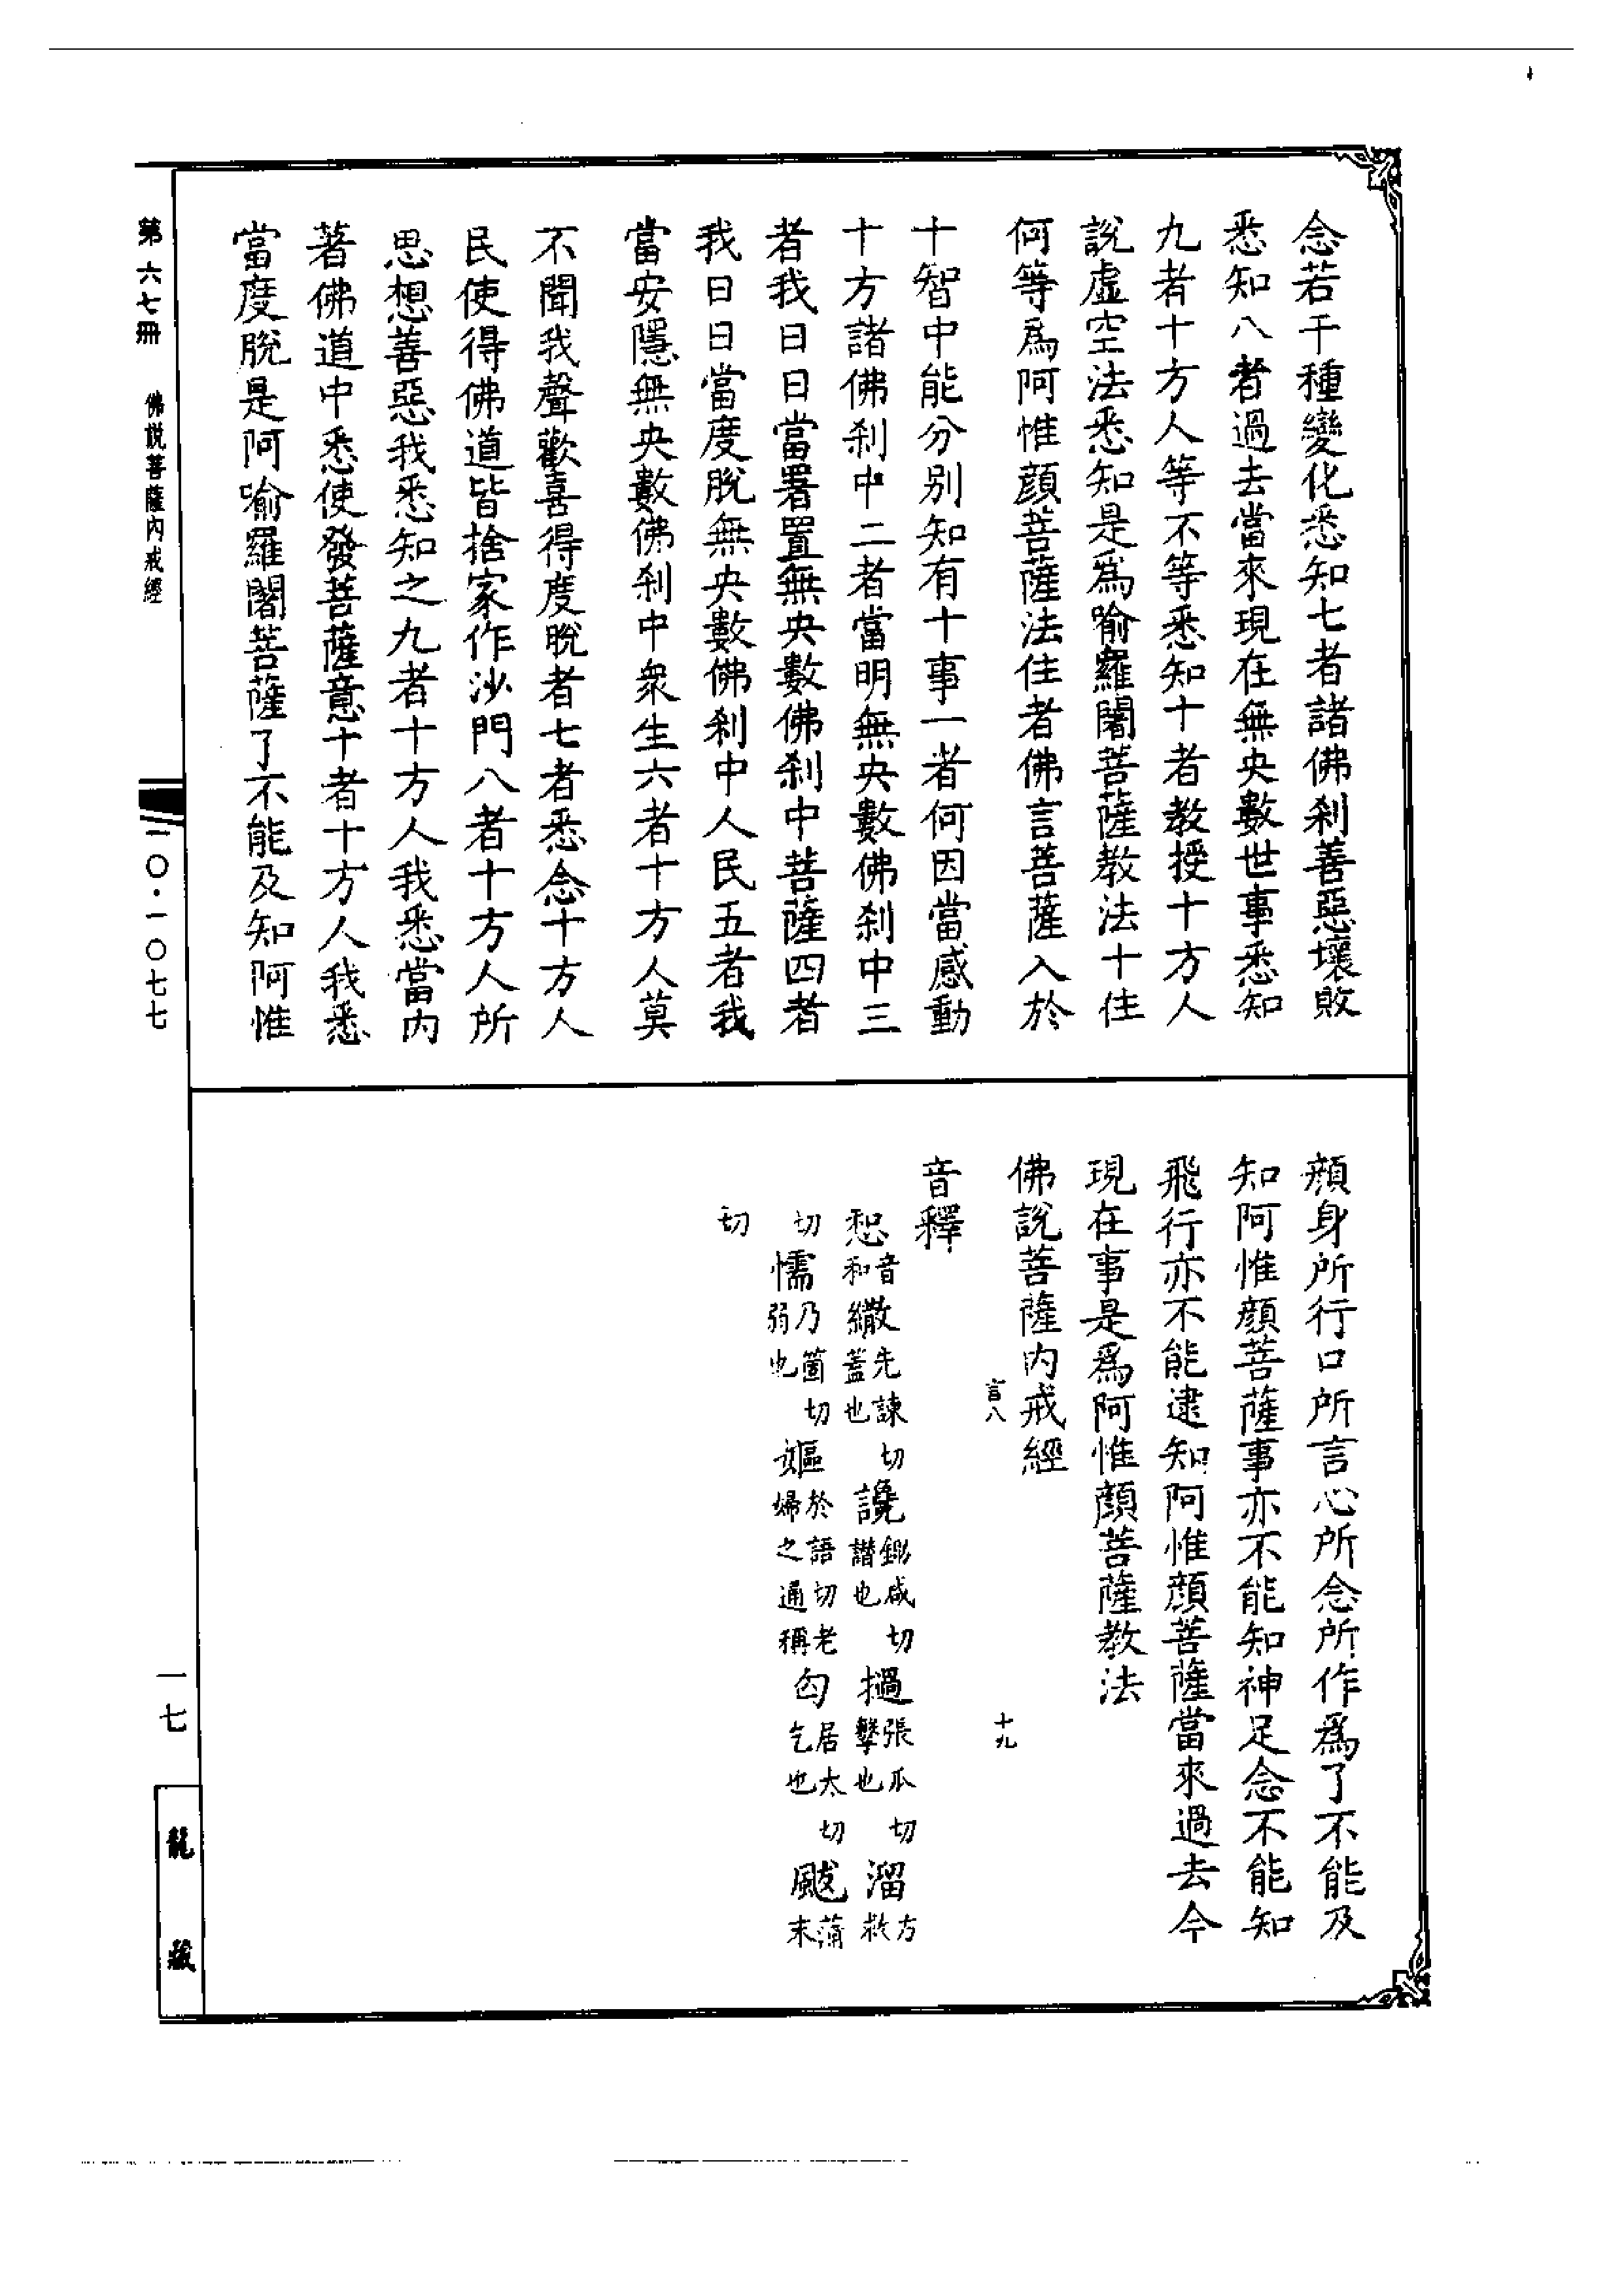 念若干種變化悉知七者諸佛刹善惡壞敗
悉知八者過去當來現在無央數世事悉知
九者十方人等不等悉知十者教授十方人
說虛空法悉知是爲喻羅闍菩薩教法十住
何等爲阿惟顔菩薩法住者佛言菩薩入於
十智中能分別知有十事一者何因當感動
十方諸佛刹中二者當明無央數佛刹中三
者我日日當署置無央數佛刹中菩薩四者
我日日當度脫無央數佛刹中人民五者我
當安隱無央數佛刹中衆生六者十方人莫
不聞我聲歡喜得度脫者七者悉念十方人
民使得佛道皆捨家作沙門八者十方人所
思想善惡我悉知之九者十方人我悉當内
著佛道中悉使發菩薩意十者十方人我悉
當度脫是阿喻羅闍菩薩了不能及知阿惟
顔身所行口所言心所念所作爲了不能及
知阿惟顔菩薩事亦不能知神足念不能知
飛行亦不能逮知阿惟顔菩薩當來過去今
現在事是爲阿惟顔菩薩教法
佛說菩薩内戒經
言八 十九
音釋
惒音和繖先諫切蓋也讒鋤咸切譖也撾張瓜切擊也溜方救
切懦乃箇切弱也嫗於語切老婦之通稱匃居太切乞也颰蒲末
切
第六七冊 佛說菩薩内戒經
一〇·一〇七七
一七
龍藏